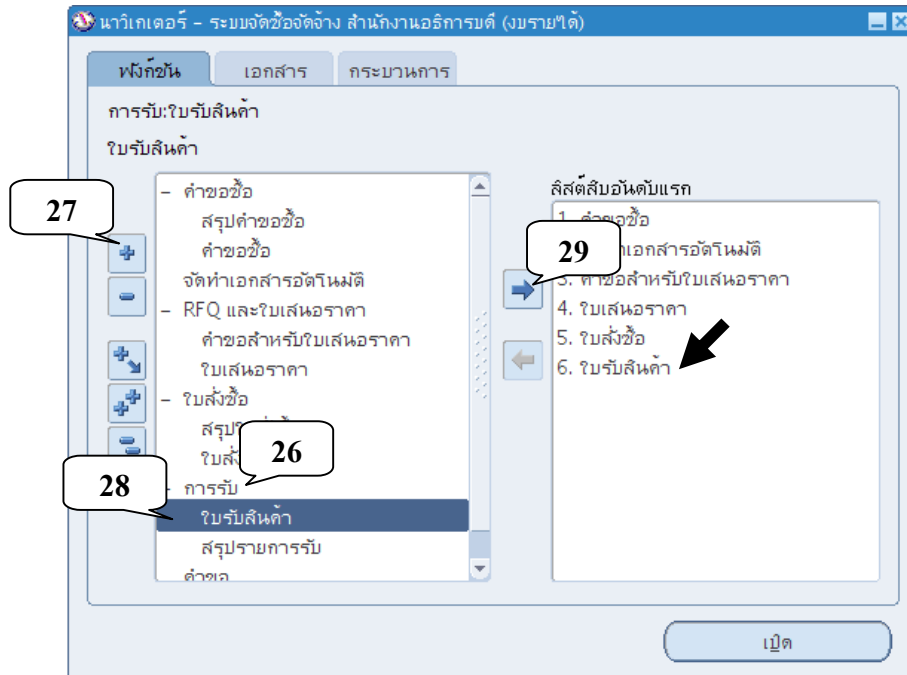 นาวิเกเตอร์ – ระบบจัดซื้อจัดจ้าง สำนักงานอธิการบดี (งบรายได้)
ฟังก์ชัน เอกสาร กระบวนการ
การรับ:ใบรับสินค้า
ใบรับสินค้า
– คำขอซื้อ
สรุปคำขอซื้อ
คำขอซื้อ
จัดทำเอกสารอัตโนมัติ
– RFQ และใบเสนอราคา
คำขอสำหรับใบเสนอราคา
ใบเสนอราคา
– ใบสั่งซื้อ
การรับ
ใบรับสินค้า
สรุปรายการรับ
คำขอ
ลิสต์สิบอันดับแรก
1. คำขอซื้อ
เอกสารอัตโนมัติ
3. คำขอสำหรับใบเสนอราคา
4. ใบเสนอราคา
5. ใบสั่งซื้อ
6. ใบรับสินค้า
27
29
26
28
เปิด